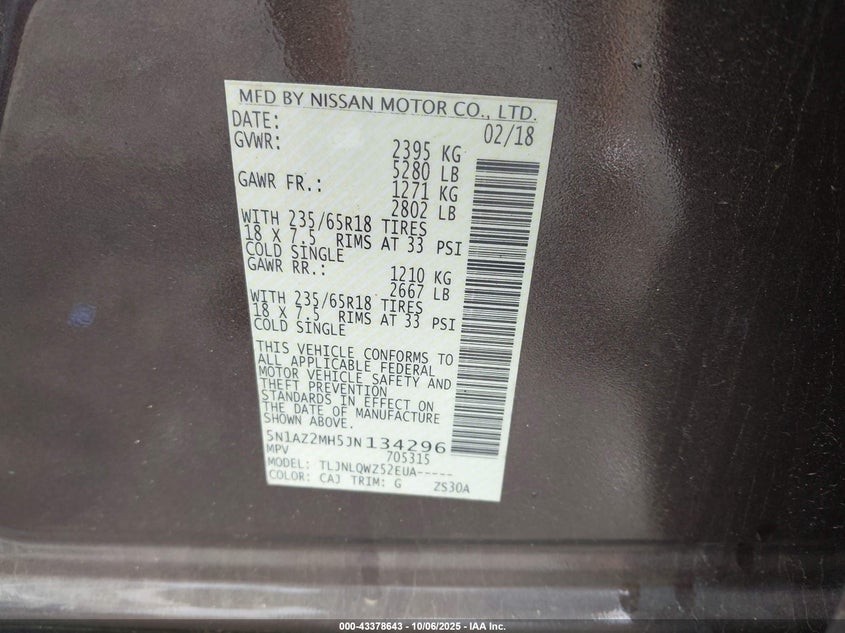 MFD BY NISSAN MOTOR CO., LTD.
DATE: 02/18
GVWR: 2395 KG
5280 LB
GAWR FR.: 1271 KG
2802 LB
WITH 235/65R18 TIRES
18 X 7.5 RIMS AT 33 PSI
COLD SINGLE
GAWR RR.: 1210 KG
2667 LB
WITH 235/65R18 TIRES
18 X 7.5 RIMS AT 33 PSI
COLD SINGLE
THIS VEHICLE CONFORMS TO
ALL APPLICABLE FEDERAL
MOTOR VEHICLE SAFETY AND
THEFT PREVENTION
STANDARDS IN EFFECT ON
THE DATE OF MANUFACTURE
SHOWN ABOVE.
5N1AZ2MH5JN134296
MPV 705315
MODEL: TLJNLQWZ52EUA-----
COLOR: CAJ TRIM: G ZS30A
000-43378643 - 10/06/2025 - IAA Inc.